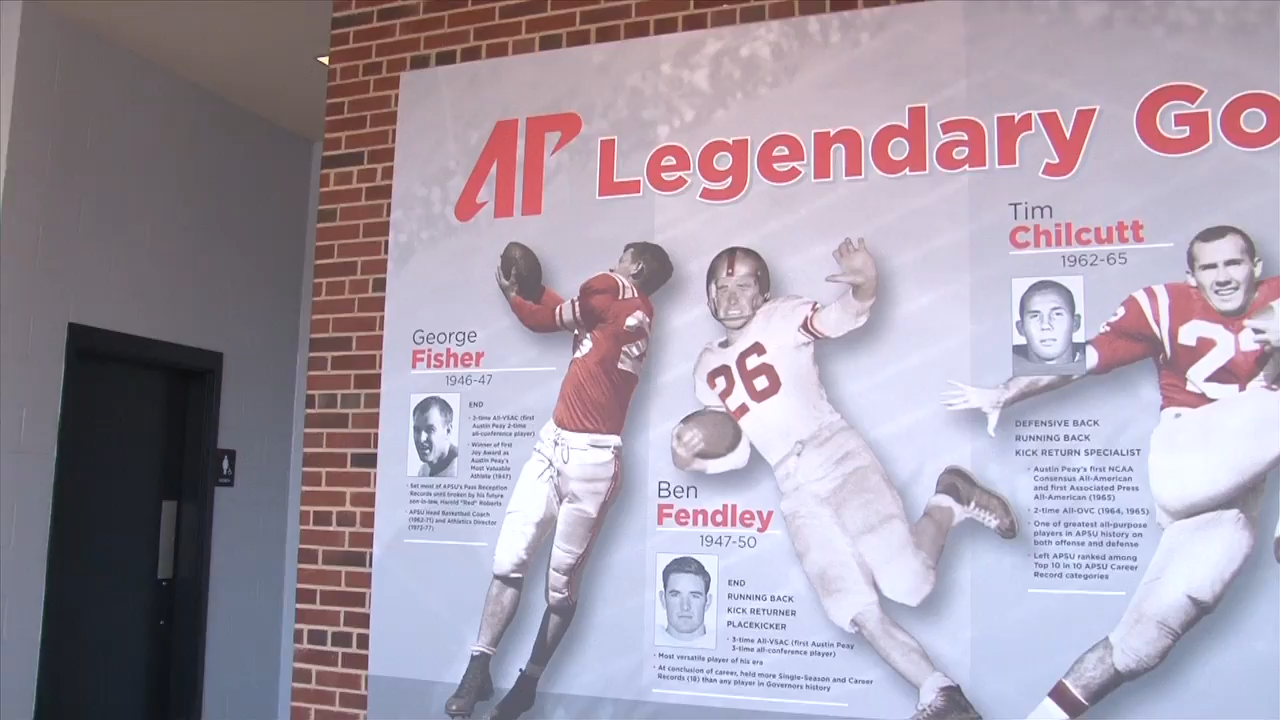 AP Legendary Go
George
Fisher
1946-47
END
· 2-time All-VSAC (first
Austin Peay 2-time
all-conference player)
· Winner of first
Joy Award as
Austin Peay's
Most Valuable
Athlete (1947)
· Set most of APSU's Pass Reception
Records until broken by his future
son-in-law, Harold "Red" Roberts
· APSU Head Basketball Coach
(1962-71) and Athletics Director
(1972-77)
26
Ben
Fendley
1947-50
END
RUNNING BACK
KICK RETURNER
PLACEKICKER
· 3-time All-VSAC (first Austin Peay
3-time all-conference player)
· Most versatile player of his era
· At conclusion of career, held more Single-Season and Career
Records (18) than any player in Governors history
Tim
Chilcutt
1962-65
2
DEFENSIVE BACK
RUNNING BACK
KICK RETURN SPECIALIST
· Austin Peay's first NCAA
Consensus All-American
and first Associated Press
All-American (1965)
· 2-time All-OVC (1964, 1965)
· One of greatest all-purpose
players in APSU history on
both offense and defense
· Left APSU ranked among
Top 10 in 10 APSU Career
Record categories